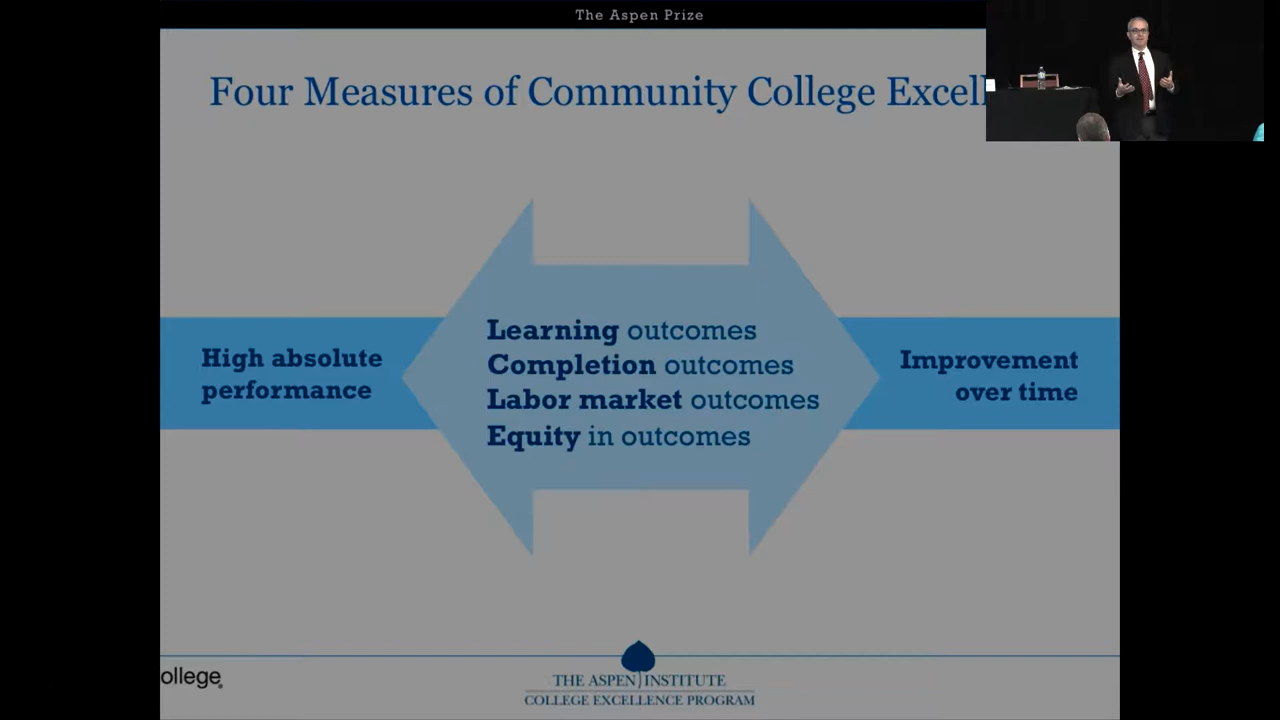 The Aspen Prize
Four Measures of Community College Excell
High absolute
performance
Learning outcomes
Completion outcomes
Labor market outcomes
Equity in outcomes
Improvement
over time
ollege
THE ASPEN INSTITUTE
COLLEGE EXCELLENCE PROGRAM